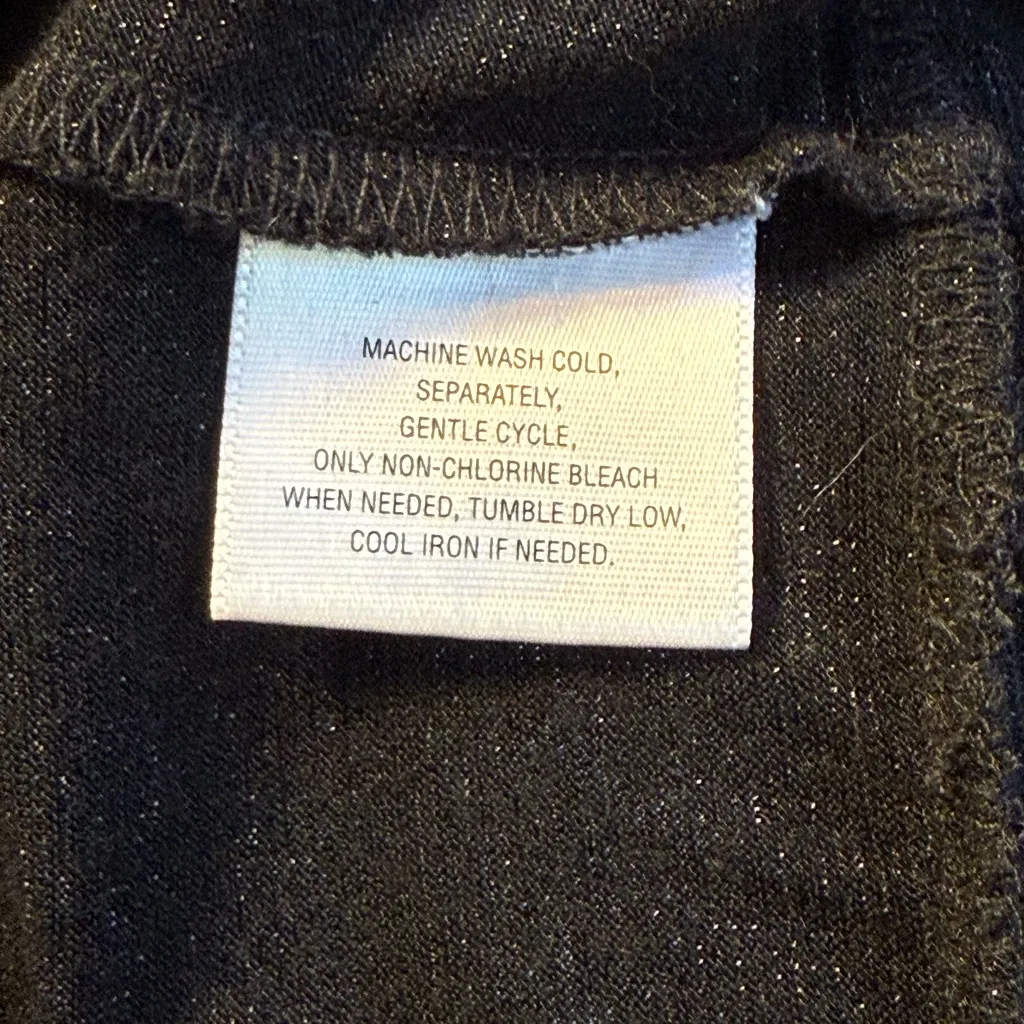 MACHINE WASH COLD,
SEPARATELY,
GENTLE CYCLE,
ONLY NON-CHLORINE BLEACH
WHEN NEEDED, TUMBLE DRY LOW,
COOL IRON IF NEEDED.